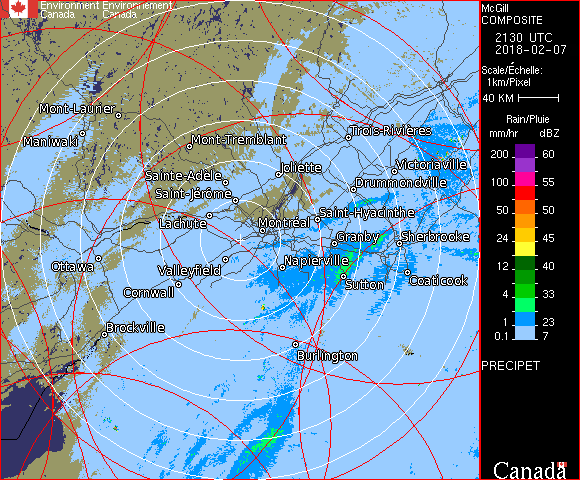 Environment Environnement
Canada Canada
McGill
COMPOSITE
2130 UTC
2018-02-07
Scale/Échelle:
1km/Pixel
40 KM
Rain/Pluie
mm/hr dBZ
200 60
100 55
50 50
24 45
12 40
4 33
1 23
0.1 7
PRECIPET
Canada
Mont-Laurier
Maniwaki
Mont-Tremblant
Trois-Rivières
Sainte-Adèle
Joliette
Victoriaville
Saint-Jérôme
Drummondville
Lachute
Montréal
Saint-Hyacinthe
Granby
Sherbrooke
Ottawa
Valleyfield
Napierville
Cornwall
Sutton
Coaticook
Brockville
Burlington